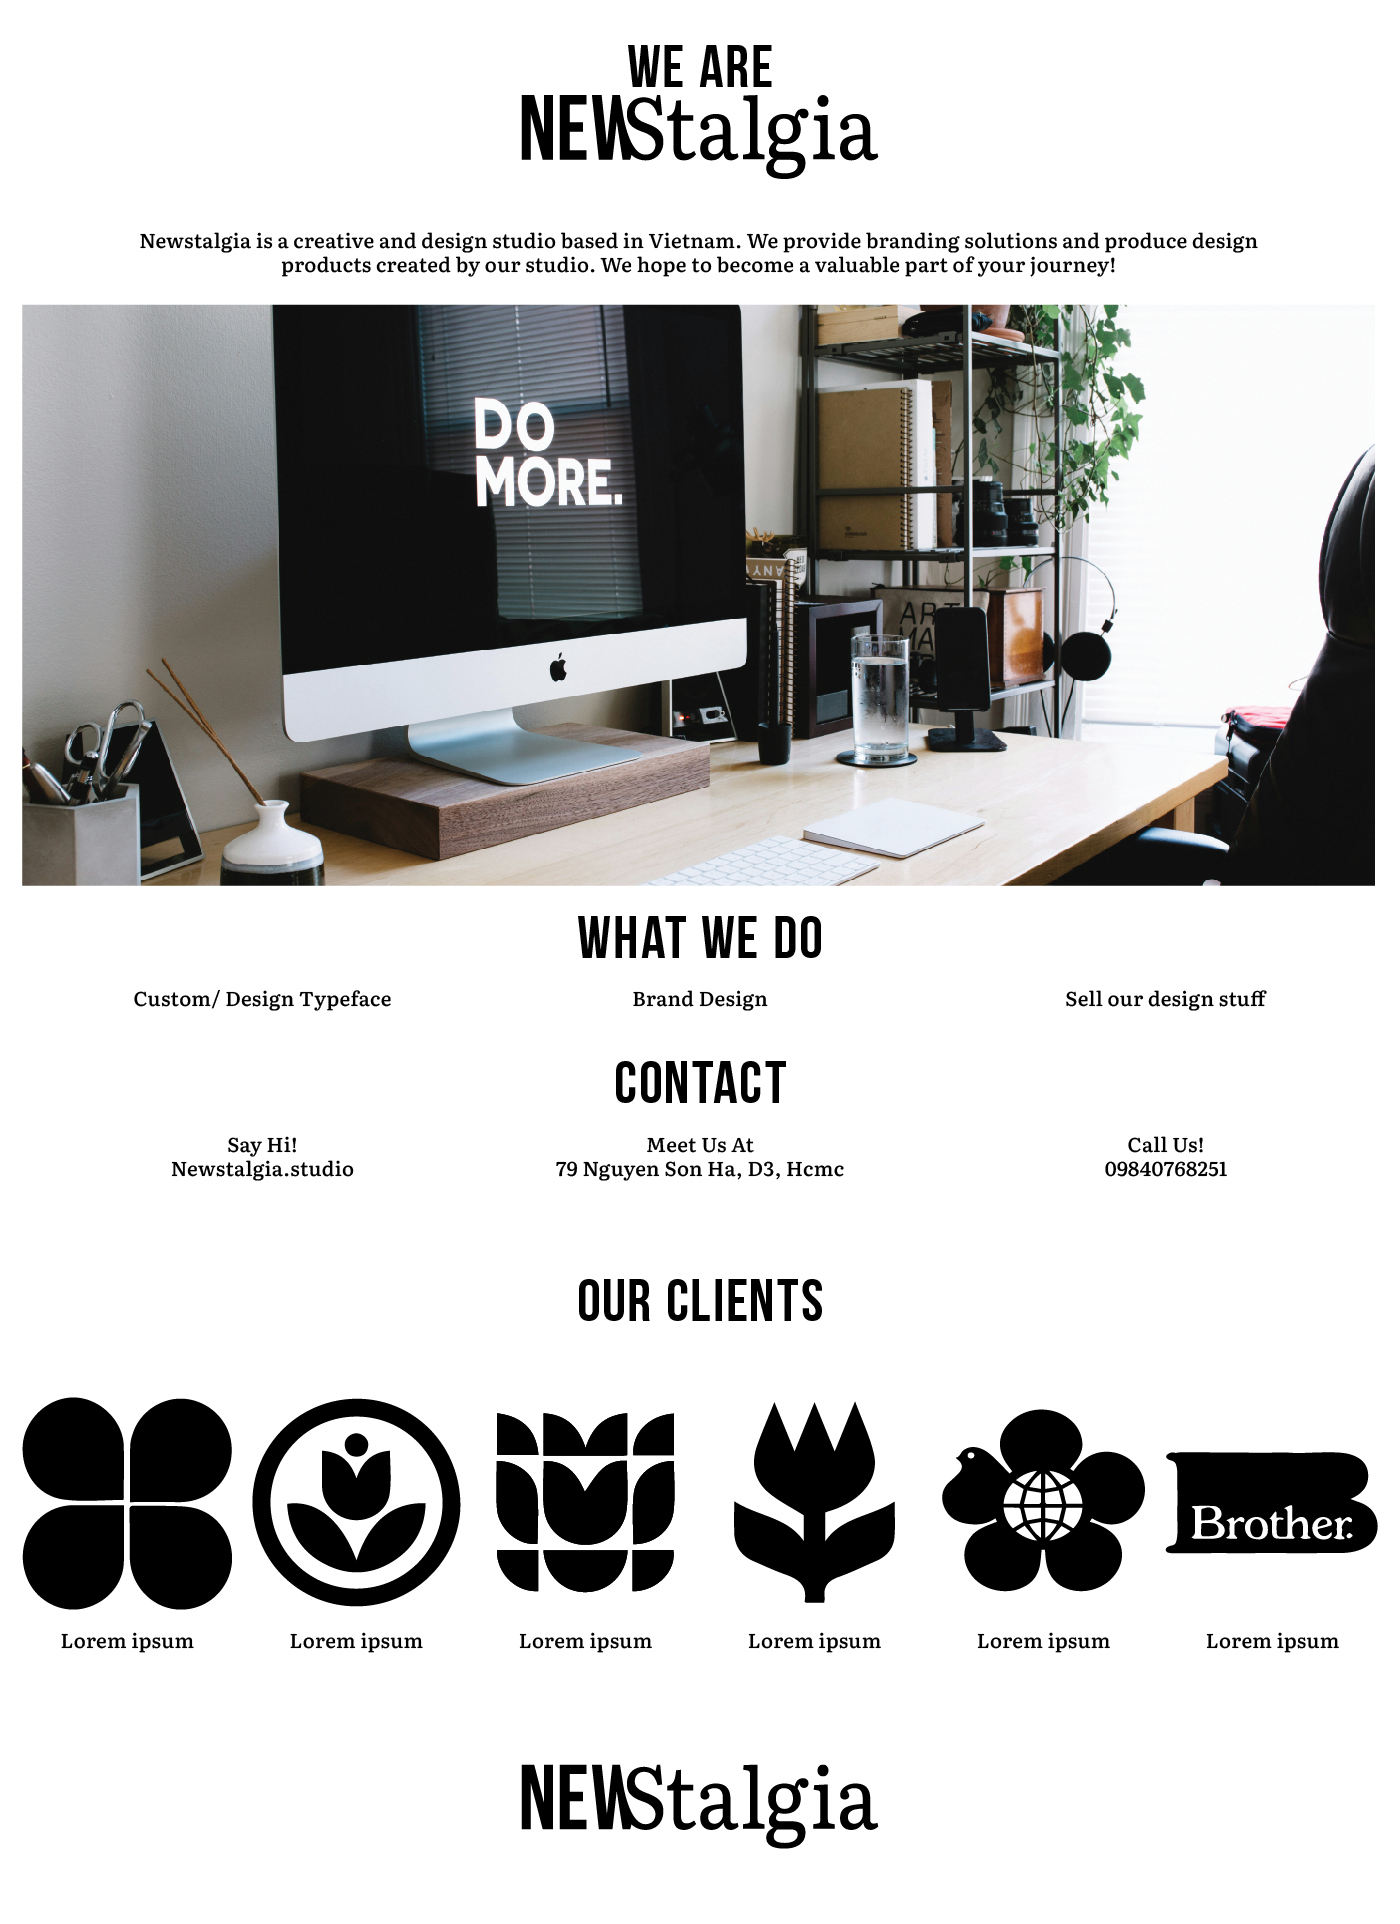 WE ARE
NEWStalgia
Newstalgia is a creative and design studio based in Vietnam. We provide branding solutions and produce design
products created by our studio. We hope to become a valuable part of your journey!
DO
MORE.
ANY
ART
MA
WHAT WE DO
Custom/ Design Typeface
Brand Design
Sell our design stuff
CONTACT
Say Hi!
Meet Us At
Call Us!
Newstalgia.studio
79 Nguyen Son Ha, D3, Hcmc
09840768251
OUR CLIENTS
Brother.
Lorem ipsum
Lorem ipsum
Lorem ipsum
Lorem ipsum
Lorem ipsum
Lorem ipsum
NEWStalgia